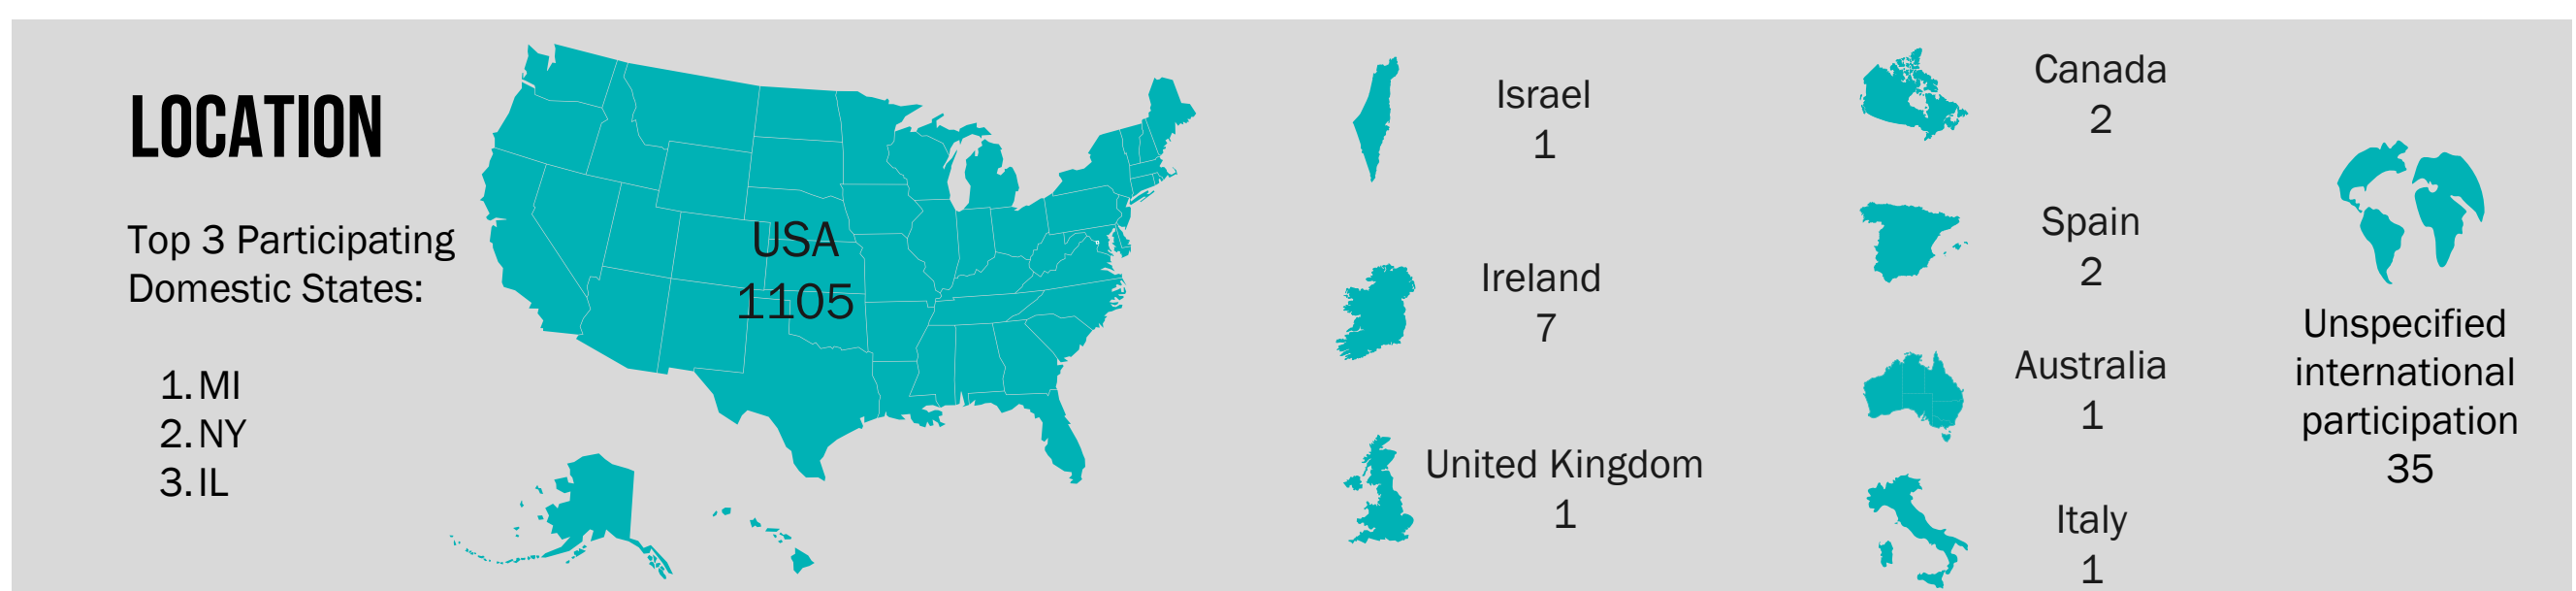 LOCATION
Top 3 Participating
Domestic States:
1. MI
2. NY
3. IL
USA
1105
Israel
1
Ireland
7
United Kingdom
1
Canada
2
Spain
2
Australia
1
Italy
1
Unspecified
international
participation
35